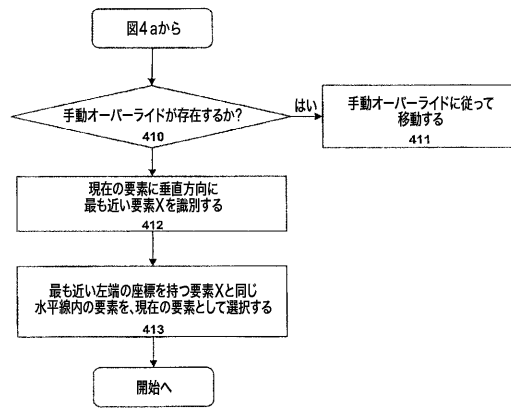 図4aから
手動オーバーライドが存在するか?
410
はい
手動オーバーライドに従って
移動する
411
現在の要素に垂直方向に
最も近い要素Xを識別する
412
最も近い左端の座標を持つ要素Xと同じ
水平線内の要素を、現在の要素として選択する
413
開始へ